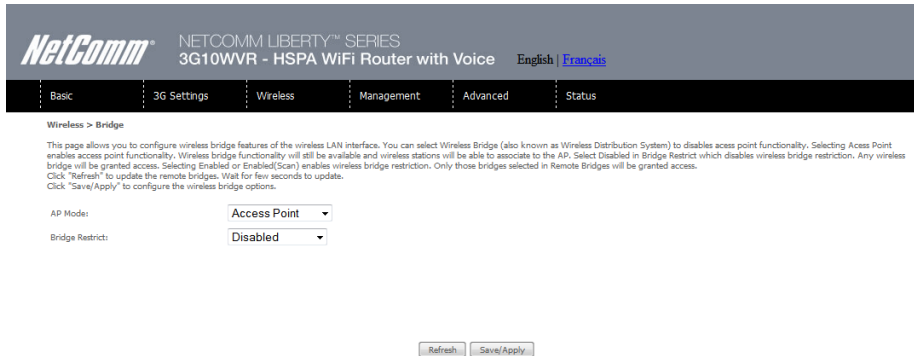 NetComm®
NETCOMM LIBERTY™ SERIES
3G10WVR - HSPA WiFi Router with Voice
English | Français
Basic
3G Settings
Wireless
Management
Advanced
Status
Wireless > Bridge
This page allows you to configure wireless bridge features of the wireless LAN interface. You can select Wireless Bridge (also known as Wireless Distribution System) to disables acess point functionality. Selecting Acess Point
enables access point functionality. Wireless bridge functionality will still be available and wireless stations will be able to associate to the AP. Select Disabled in Bridge Restrict which disables wireless bridge restriction. Any wireless
bridge will be granted access. Selecting Enabled or Enabled(Scan) enables wireless bridge restriction. Only those bridges selected in Remote Bridges will be granted access.
Click "Refresh" to update the remote bridges. Wait for few seconds to update.
Click "Save/Apply" to configure the wireless bridge options.
AP Mode:
Access Point
Bridge Restrict:
Disabled
Refresh
Save/Apply